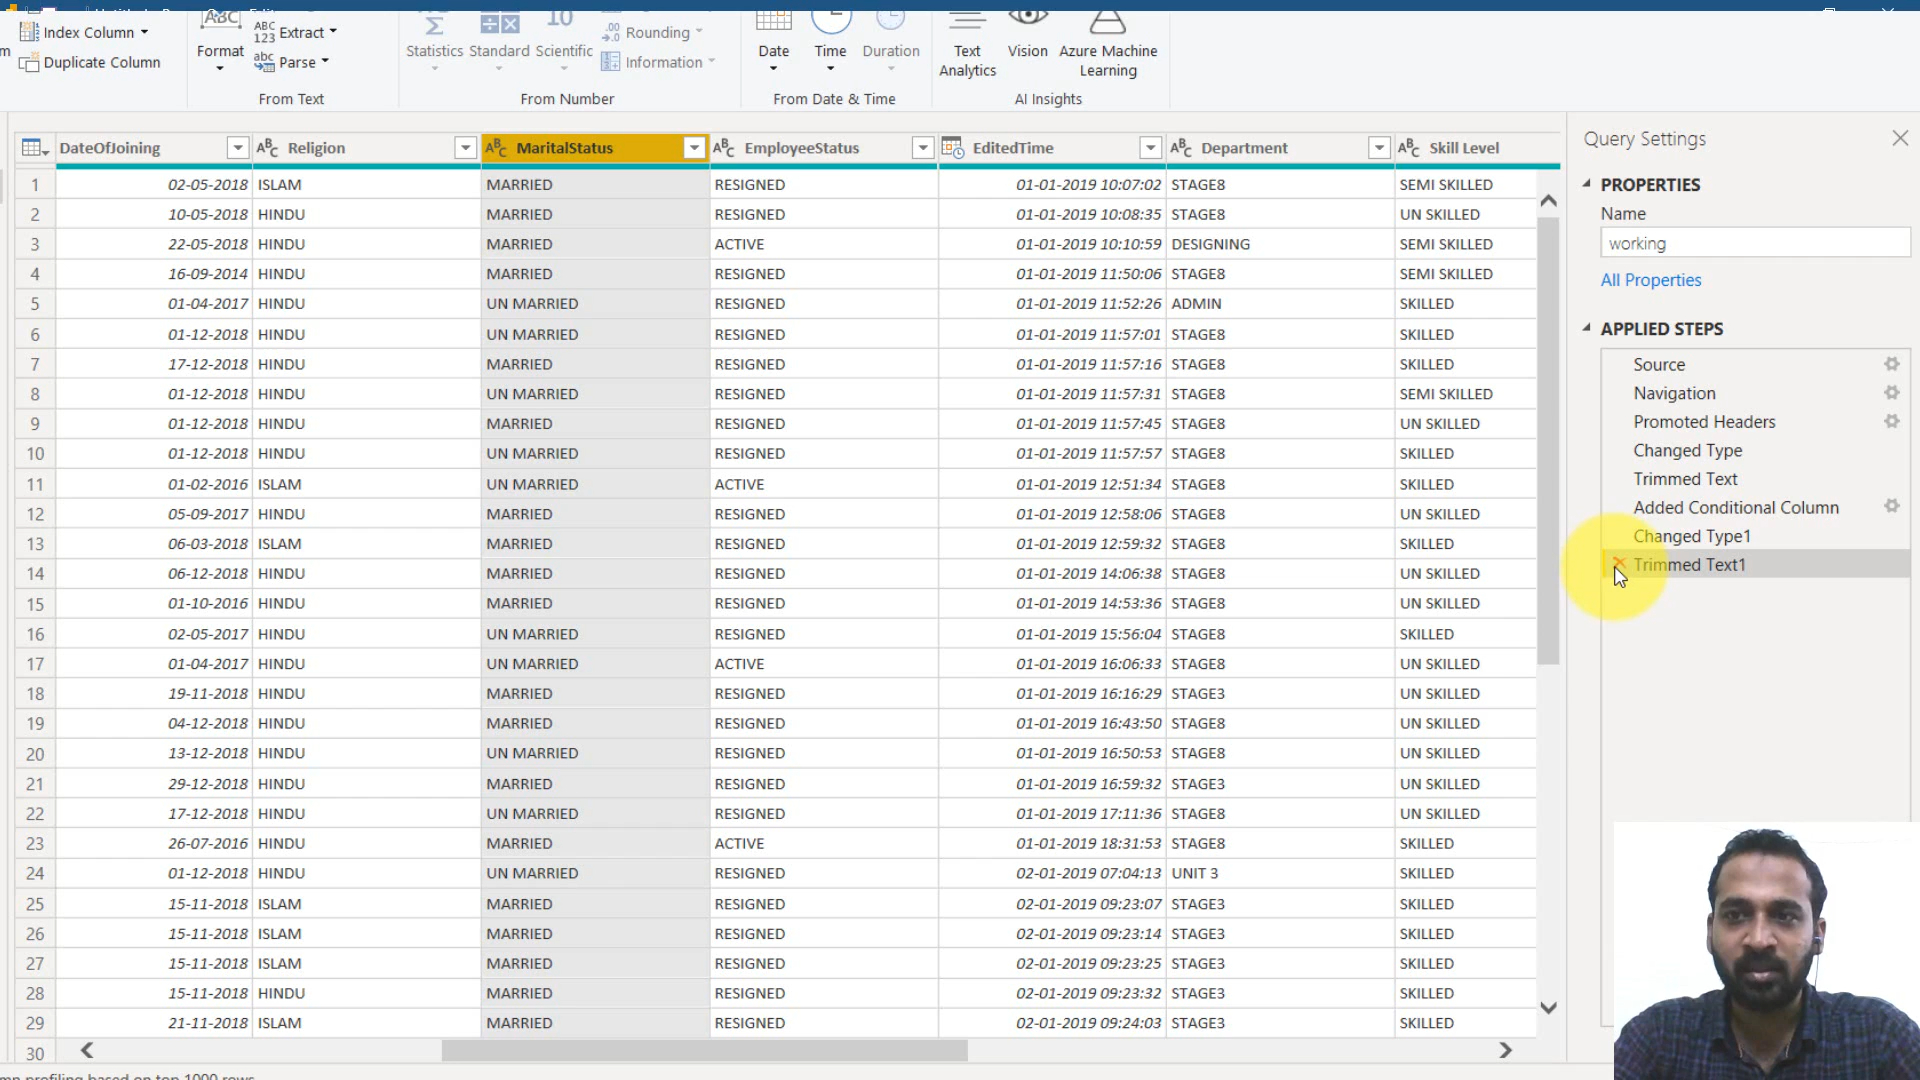 Index Column
Duplicate Column
ABC
Format
ABC
123 Extract
abc Parse
From Text
Statistics
Standard
10
Scientific
.00
Rounding
Information
From Number
Date
Time
Duration
From Date & Time
Text
Analytics
Vision
Azure Machine
Learning
AI Insights
DateOfJoining ABC Religion ABC MaritalStatus ABC EmployeeStatus EditedTime ABC Department ABC Skill Level
1 02-05-2018 ISLAM MARRIED RESIGNED 01-01-2019 10:07:02 STAGE8 SEMI SKILLED
2 10-05-2018 HINDU MARRIED RESIGNED 01-01-2019 10:08:35 STAGE8 UN SKILLED
3 22-05-2018 HINDU MARRIED ACTIVE 01-01-2019 10:10:59 DESIGNING SEMI SKILLED
4 16-09-2014 HINDU MARRIED RESIGNED 01-01-2019 11:50:06 STAGE8 SEMI SKILLED
5 01-04-2017 HINDU UN MARRIED RESIGNED 01-01-2019 11:52:26 ADMIN SKILLED
6 01-12-2018 HINDU UN MARRIED RESIGNED 01-01-2019 11:57:01 STAGE8 SKILLED
7 17-12-2018 HINDU MARRIED RESIGNED 01-01-2019 11:57:16 STAGE8 SKILLED
8 01-12-2018 HINDU UN MARRIED RESIGNED 01-01-2019 11:57:31 STAGE8 SEMI SKILLED
9 01-12-2018 HINDU MARRIED RESIGNED 01-01-2019 11:57:45 STAGE8 UN SKILLED
10 01-12-2018 HINDU UN MARRIED RESIGNED 01-01-2019 11:57:57 STAGE8 SKILLED
11 01-02-2016 ISLAM UN MARRIED ACTIVE 01-01-2019 12:51:34 STAGE8 SKILLED
12 05-09-2017 HINDU MARRIED RESIGNED 01-01-2019 12:58:06 STAGE8 UN SKILLED
13 06-03-2018 ISLAM MARRIED RESIGNED 01-01-2019 12:59:32 STAGE8 SKILLED
14 06-12-2018 HINDU MARRIED RESIGNED 01-01-2019 14:06:38 STAGE8 UN SKILLED
15 01-10-2016 HINDU MARRIED RESIGNED 01-01-2019 14:53:36 STAGE8 UN SKILLED
16 02-05-2017 HINDU UN MARRIED RESIGNED 01-01-2019 15:56:04 STAGE8 SKILLED
17 01-04-2017 HINDU UN MARRIED ACTIVE 01-01-2019 16:06:33 STAGE8 UN SKILLED
18 19-11-2018 HINDU MARRIED RESIGNED 01-01-2019 16:16:29 STAGE3 UN SKILLED
19 04-12-2018 HINDU MARRIED RESIGNED 01-01-2019 16:43:50 STAGE8 UN SKILLED
20 13-12-2018 HINDU UN MARRIED RESIGNED 01-01-2019 16:50:53 STAGE8 UN SKILLED
21 29-12-2018 HINDU MARRIED RESIGNED 01-01-2019 16:59:32 STAGE3 UN SKILLED
22 17-12-2018 HINDU UN MARRIED RESIGNED 01-01-2019 17:11:36 STAGE8 UN SKILLED
23 26-07-2016 HINDU MARRIED ACTIVE 01-01-2019 18:31:53 STAGE8 SKILLED
24 01-12-2018 HINDU UN MARRIED RESIGNED 02-01-2019 07:04:13 UNIT 3 SKILLED
25 15-11-2018 ISLAM MARRIED RESIGNED 02-01-2019 09:23:07 STAGE3 SKILLED
26 15-11-2018 ISLAM MARRIED RESIGNED 02-01-2019 09:23:14 STAGE3 SKILLED
27 15-11-2018 ISLAM MARRIED RESIGNED 02-01-2019 09:23:25 STAGE3 SKILLED
28 15-11-2018 HINDU MARRIED RESIGNED 02-01-2019 09:23:32 STAGE3 SKILLED
29 21-11-2018 ISLAM MARRIED RESIGNED 02-01-2019 09:24:03 STAGE3 SKILLED
30
Query Settings
PROPERTIES
Name
working
All Properties
APPLIED STEPS
Source
Navigation
Promoted Headers
Changed Type
Trimmed Text
Added Conditional Column
Changed Type1
Trimmed Text1
profiling based on top 1000 rows